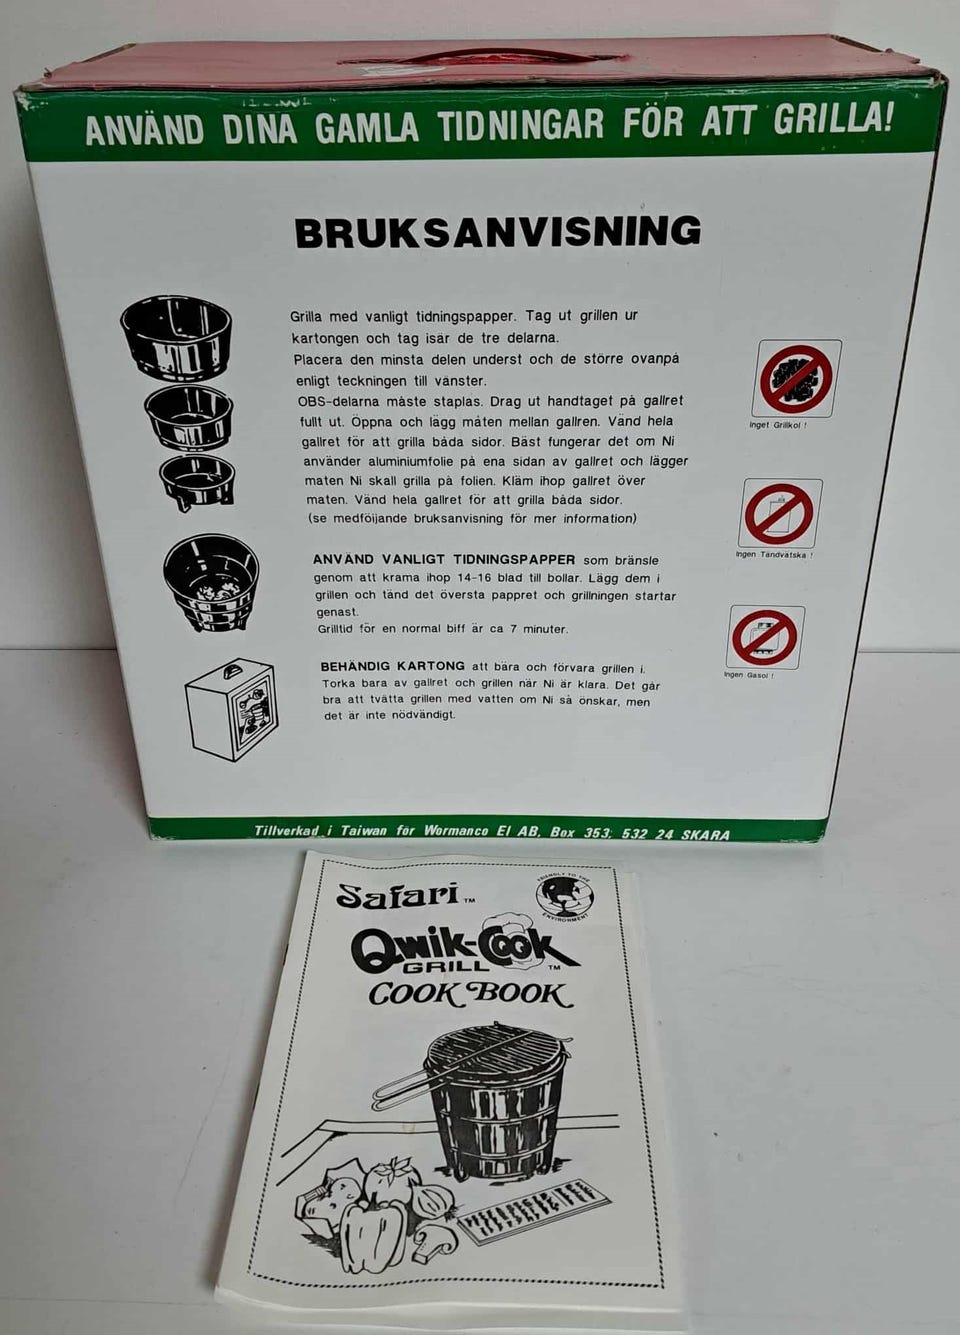 ANVÄND DINA GAMLA TIDNINGAR FÖR ATT GRILLA!
BRUKSANVISNING
Grilla med vanligt tidningspapper. Tag ut grillen ur
kartongen och tag isär de tre delarna.
Placera den minsta delen underst och de större ovanpå
enligt teckningen till vänster.
OBS-delarna måste staplas. Drag ut handtaget på gallret
fullt ut. Öppna och lägg måten mellan gallren. Vänd hela
gallret för att grilla båda sidor. Bäst fungerar det om Ni
använder aluminiumfolie på ena sidan av gallret och lägger
maten Ni skall grilla på folien. Kläm ihop gallret över
maten. Vänd hela gallret för att grilla båda sidor.
(se medföijande bruksanvisning för mer information)
ANVÄND VANLIGT TIDNINGSPAPPER som bränsle
genom att krama ihop 14-16 blad till bollar. Lägg dem i
grillen och tänd det översta pappret och grillningen startar
genast.
Grilltid för en normal biff är ca 7 minuter.
BEHÄNDIG KARTONG att bära och förvara grillen i.
Torka bara av gallret och grillen när Ni är klara. Det går
bra att tvätta grillen med vatten om Ni så önskar, men
det är inte nödvändigt.
Inget Grillkol !
Ingen Tändvätska !
Ingen Gasol !
Tillverkad i Taiwan för Wormanco El AB, Box 353, 532 24 SKARA
Safari TM
FRIENDLY TO THE
ENVIRONMENT
Qwik-Cook
GRILL TM
COOK BOOK